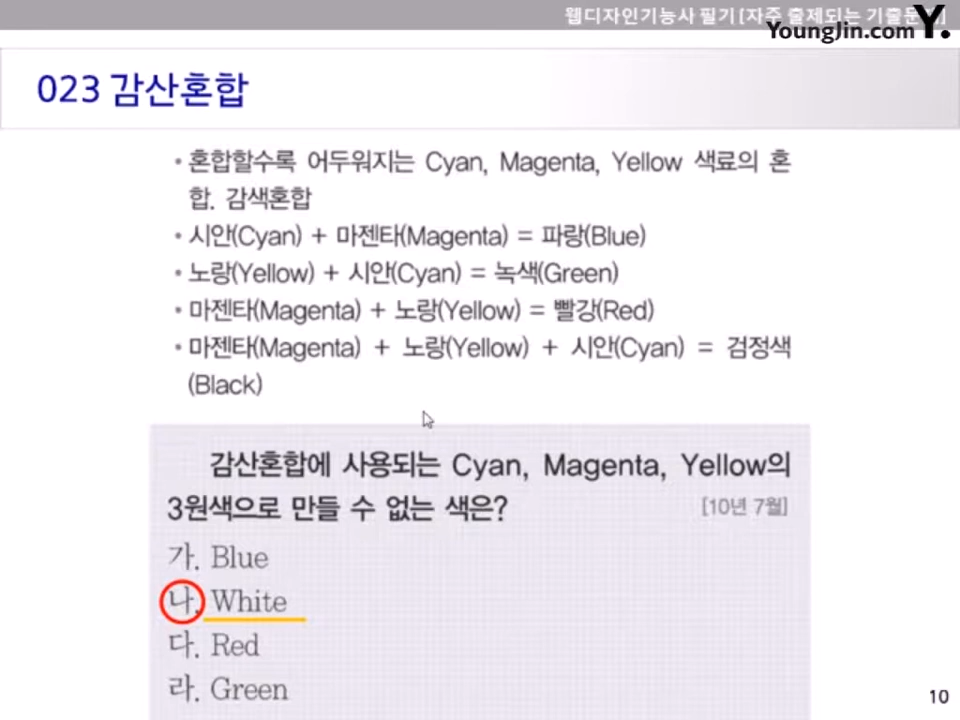 웹디자인기능사 필기 [자주 출제되는 기출문제]
YoungJin.com Y.
023 감산혼합
• 혼합할수록 어두워지는 Cyan, Magenta, Yellow 색료의 혼
합. 감색혼합
• 시안(Cyan) + 마젠타(Magenta) = 파랑(Blue)
• 노랑(Yellow) + 시안(Cyan) = 녹색(Green)
• 마젠타(Magenta) + 노랑(Yellow) = 빨강(Red)
• 마젠타(Magenta) + 노랑(Yellow) + 시안(Cyan) = 검정색
(Black)
감산혼합에 사용되는 Cyan, Magenta, Yellow의
3원색으로 만들 수 없는 색은?
[10년 7월]
가. Blue
나. White
다. Red
라. Green
10